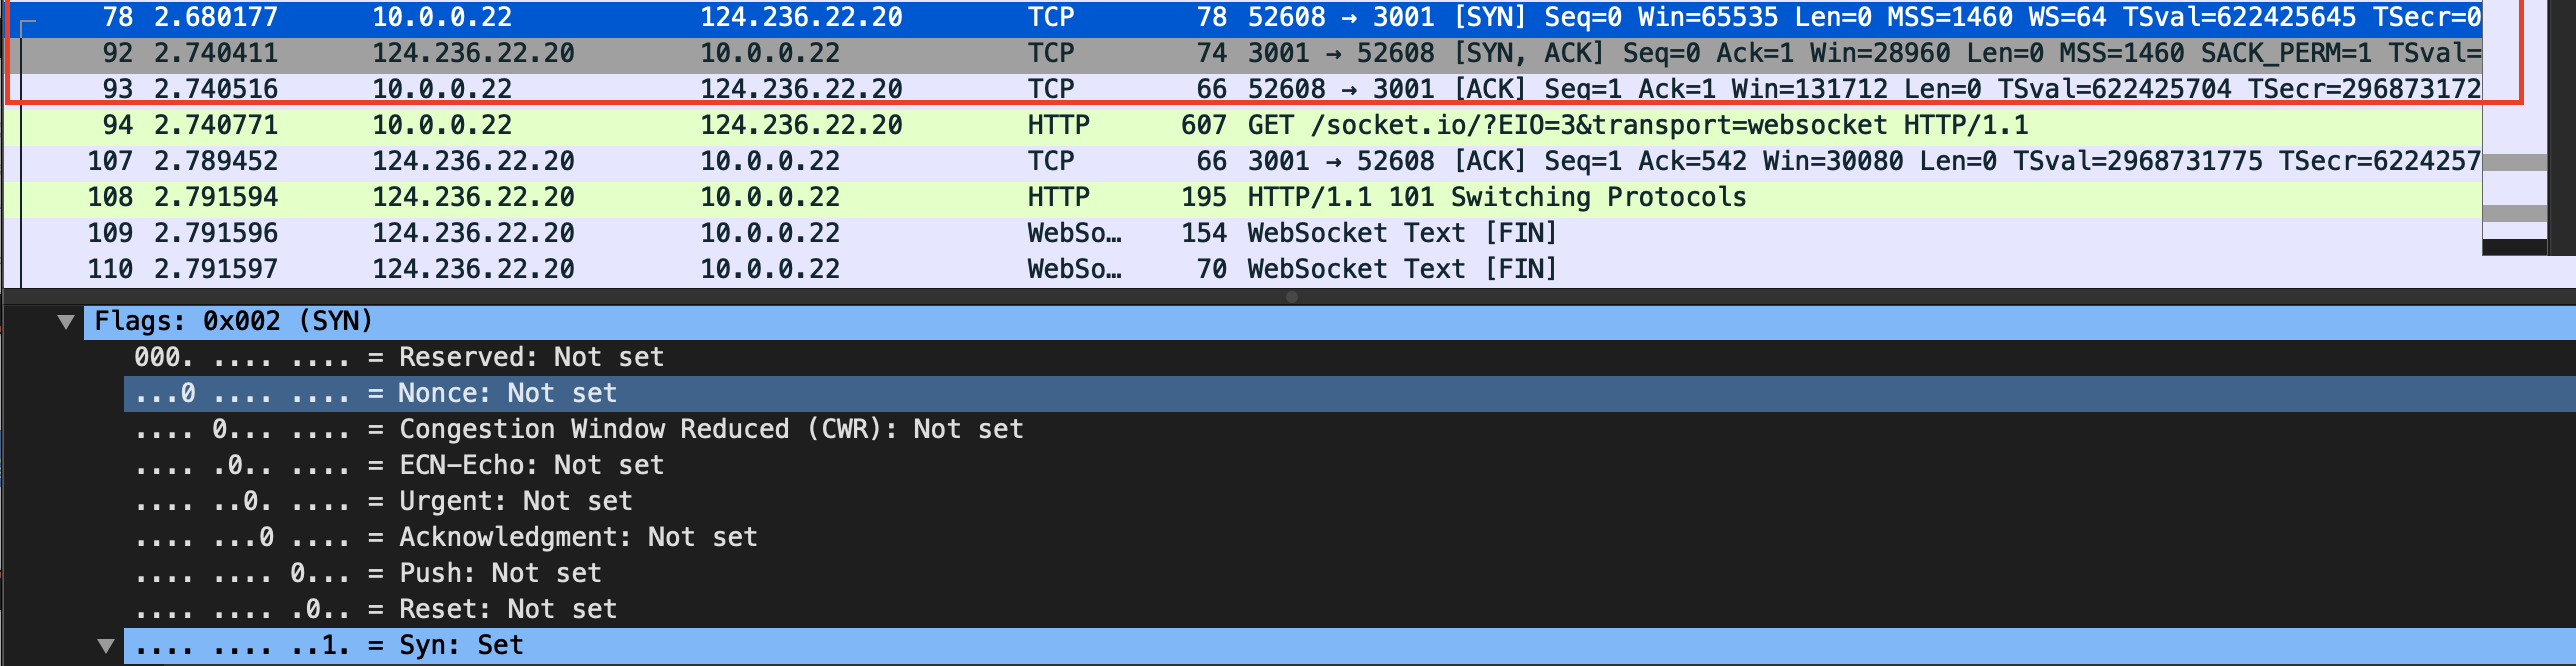 78 2.680177 10.0.0.22 124.236.22.20 TCP 78 52608 → 3001 [SYN] Seq=0 Win=65535 Len=0 MSS=1460 WS=64 TSval=622425645 TSecr=0
92 2.740411 124.236.22.20 10.0.0.22 TCP 74 3001 → 52608 [SYN, ACK] Seq=0 Ack=1 Win=28960 Len=0 MSS=1460 SACK_PERM=1 TSval=
93 2.740516 10.0.0.22 124.236.22.20 TCP 66 52608 → 3001 [ACK] Seq=1 Ack=1 Win=131712 Len=0 TSval=622425704 TSecr=296873172
94 2.740771 10.0.0.22 124.236.22.20 HTTP 607 GET /socket.io/?EIO=3&transport=websocket HTTP/1.1
107 2.789452 124.236.22.20 10.0.0.22 TCP 66 3001 → 52608 [ACK] Seq=1 Ack=542 Win=30080 Len=0 TSval=2968731775 TSecr=6224257
108 2.791594 124.236.22.20 10.0.0.22 HTTP 195 HTTP/1.1 101 Switching Protocols
109 2.791596 124.236.22.20 10.0.0.22 WebSo… 154 WebSocket Text [FIN]
110 2.791597 124.236.22.20 10.0.0.22 WebSo… 70 WebSocket Text [FIN]
Flags: 0x002 (SYN)
000. .... .... = Reserved: Not set
...0 .... .... = Nonce: Not set
.... 0... .... = Congestion Window Reduced (CWR): Not set
.... .0.. .... = ECN-Echo: Not set
.... ..0. .... = Urgent: Not set
.... ...0 .... = Acknowledgment: Not set
.... .... 0... = Push: Not set
.... .... .0.. = Reset: Not set
.... .... ..1. = Syn: Set